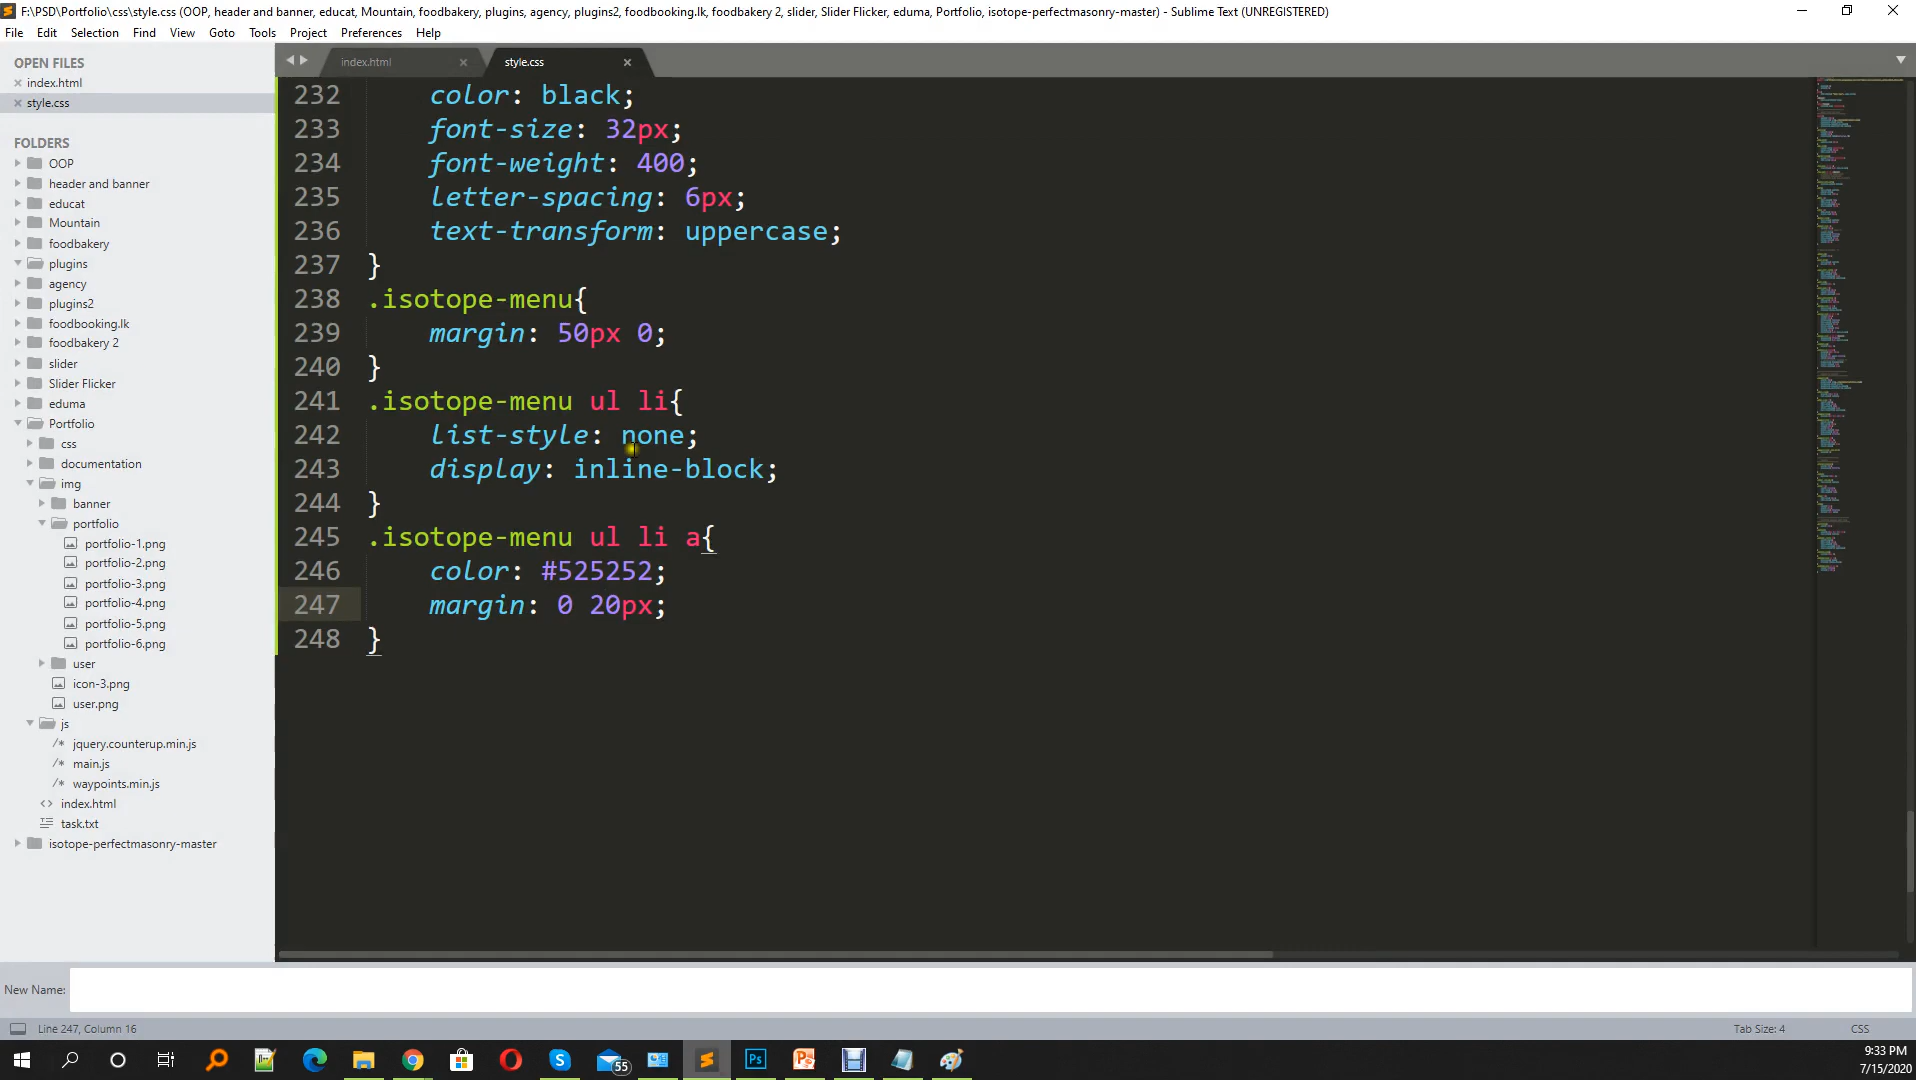 F:\PSD\Portfolio\css\style.css (OOP, header and banner, educat, Mountain, foodbakery, plugins, agency, plugins2, foodbooking.lk, foodbakery 2, slider, Slider Flicker, eduma, Portfolio, isotope-perfectmasonry-master) - Sublime Text (UNREGISTERED)
File Edit Selection Find View Goto Tools Project Preferences Help
OPEN FILES
index.html
style.css
FOLDERS
OOP
header and banner
educat
Mountain
foodbakery
plugins
agency
plugins2
foodbooking.lk
foodbakery 2
slider
Slider Flicker
eduma
Portfolio
css
documentation
img
banner
portfolio
portfolio-1.png
portfolio-2.png
portfolio-3.png
portfolio-4.png
portfolio-5.png
portfolio-6.png
user
icon-3.png
user.png
js
jquery.counterup.min.js
main.js
waypoints.min.js
index.html
task.txt
isotope-perfectmasonry-master
index.html style.css
232 color: black;
233 font-size: 32px;
234 font-weight: 400;
235 letter-spacing: 6px;
236 text-transform: uppercase;
237 }
238 .isotope-menu{
239 margin: 50px 0;
240 }
241 .isotope-menu ul li{
242 list-style: none;
243 display: inline-block;
244 }
245 .isotope-menu ul li a{
246 color: #525252;
247 margin: 0 20px;
248 }
New Name:
Line 247, Column 16 Tab Size: 4 CSS
55
9:33 PM
7/15/2020